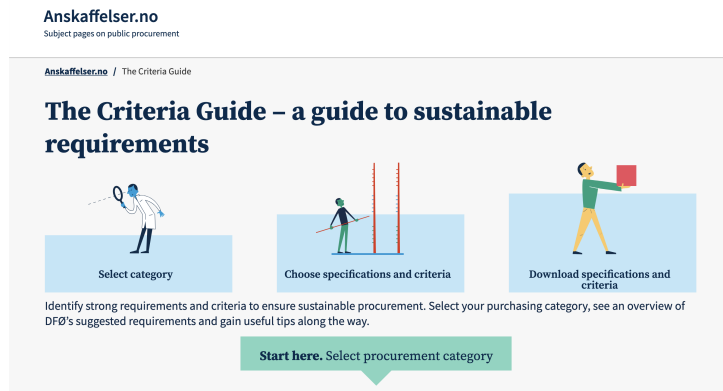 Anskaffelser.no
Subject pages on public procurement
Anskaffelser.no / The Criteria Guide
The Criteria Guide – a guide to sustainable
requirements
Select category
Choose specifications and criteria
Download specifications and
criteria
Identify strong requirements and criteria to ensure sustainable procurement. Select your purchasing category, see an overview of
DFØ's suggested requirements and gain useful tips along the way.
Start here. Select procurement category